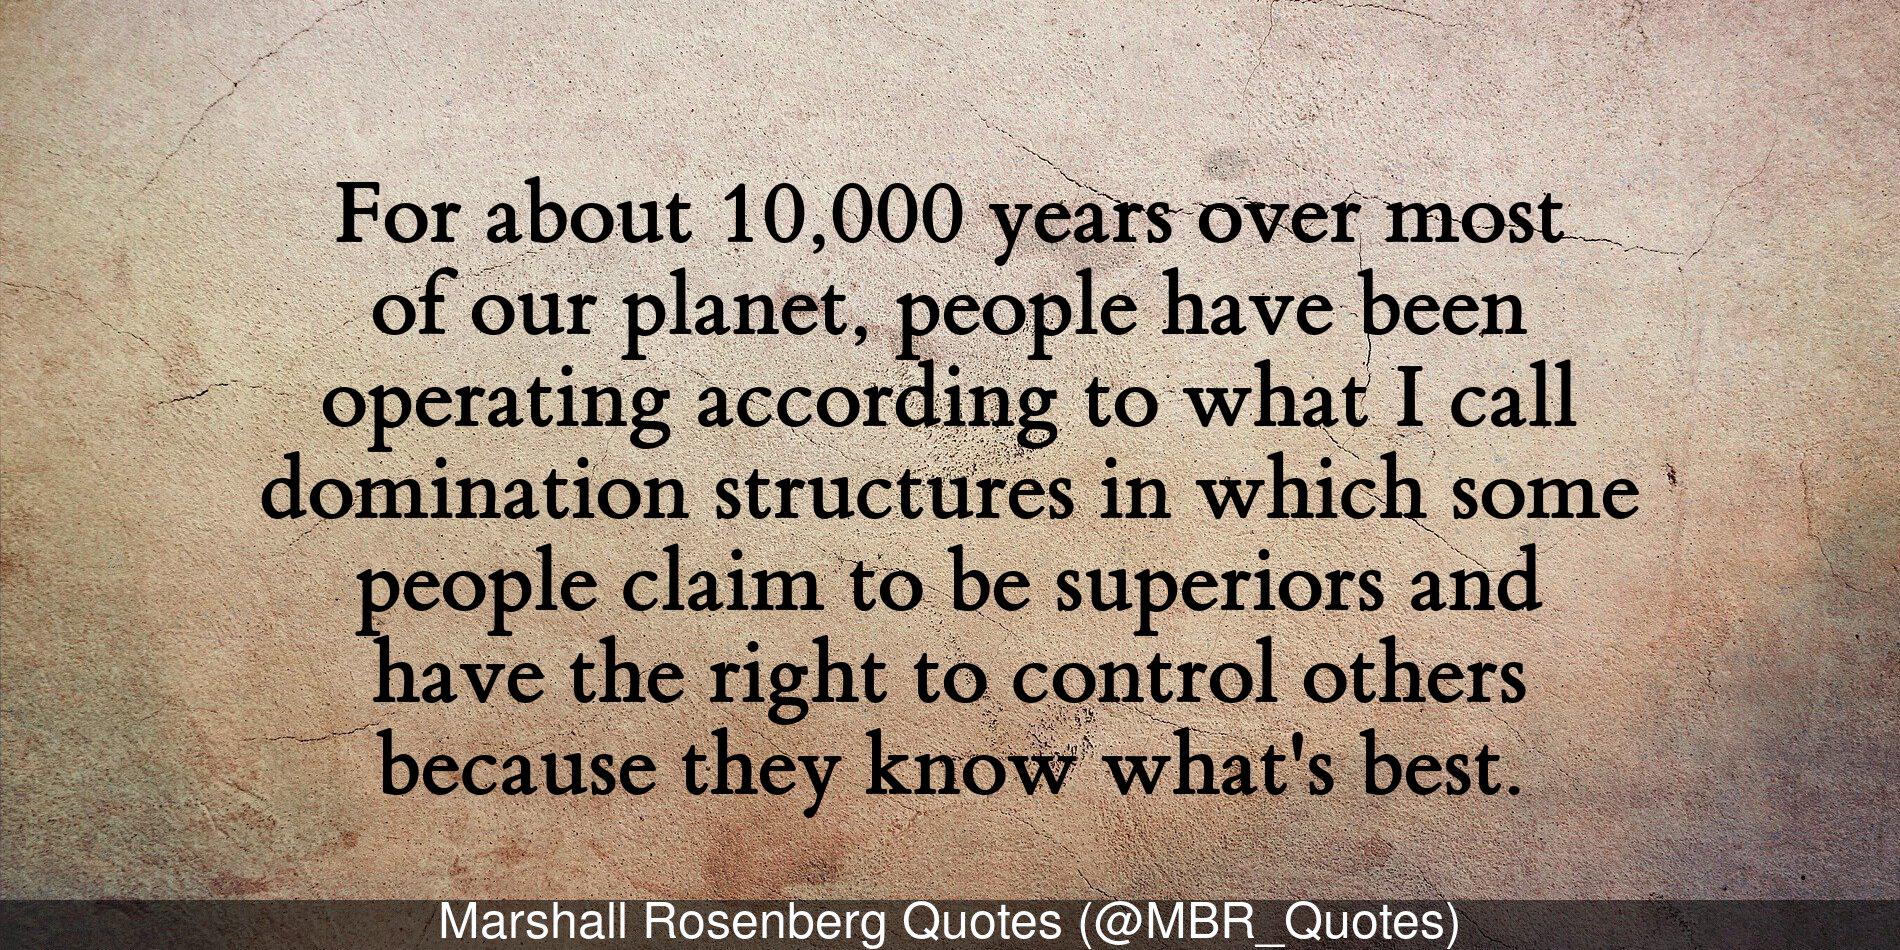 For about 10,000 years over most
of our planet, people have been
operating according to what I call
domination structures in which some
people claim to be superiors and
have the right to control others
because they know what's best.
Marshall Rosenberg Quotes (@MBR_Quotes)